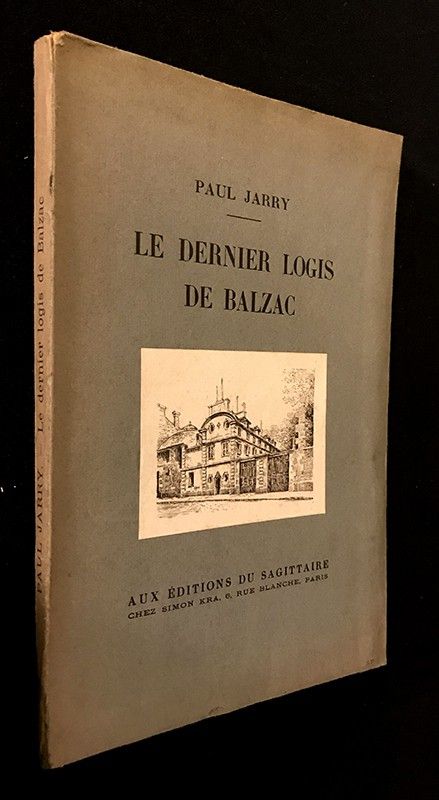 PAUL JARRY
LE DERNIER LOGIS
DE BALZAC
AUX ÉDITIONS DU SAGITTAIRE
CHEZ SIMON KRA, 6, RUE BLANCHE, PARIS
PAUL JARRY Le dernier logis de Balzac